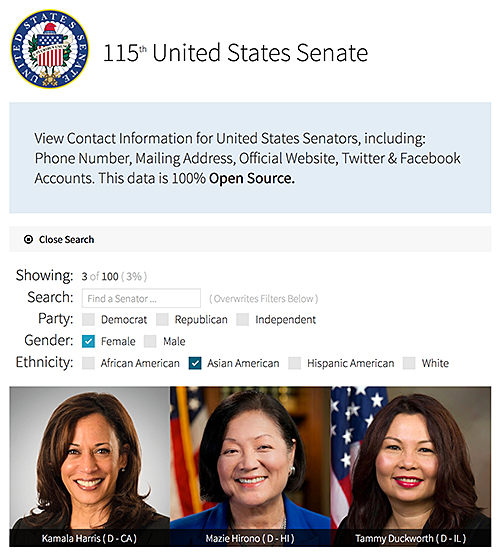 UNITED STATES SENATE
115th United States Senate
View Contact Information for United States Senators, including:
Phone Number, Mailing Address, Official Website, Twitter & Facebook
Accounts. This data is 100% Open Source.
Close Search
Showing: 3 of 100 ( 3% )
Search: Find a Senator ... ( Overwrites Filters Below )
Party: Democrat Republican Independent
Gender: Female Male
Ethnicity: African American Asian American Hispanic American White
Kamala Harris ( D - CA ) Mazie Hirono ( D - HI ) Tammy Duckworth ( D - IL )